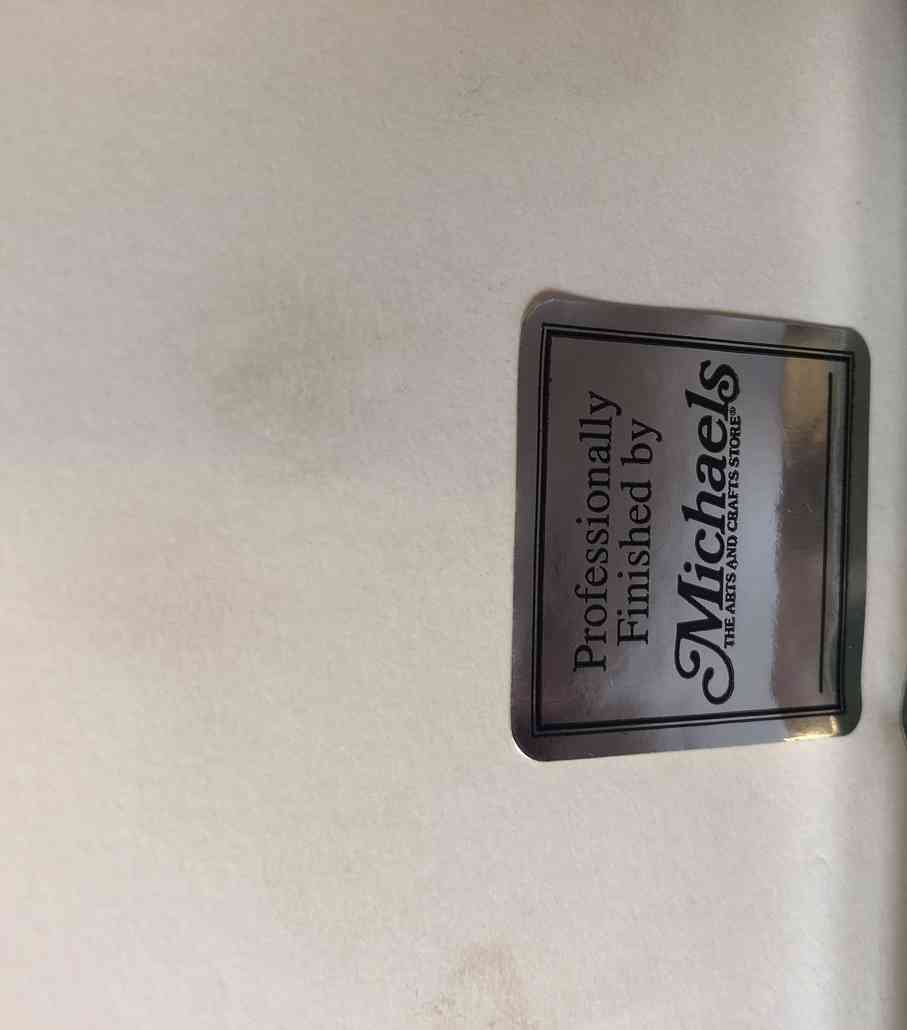 Professionally
Finished by
Michaels
THE ARTS AND CRAFTS STORE®